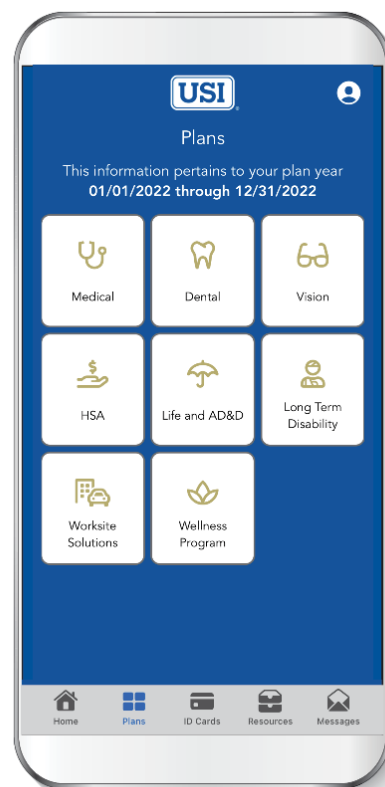 USI
Plans
This information pertains to your plan year
01/01/2022 through 12/31/2022
Medical
Dental
Vision
$
HSA
Life and AD&D
Long Term
Disability
Worksite
Solutions
Wellness
Program
Home
Plans
ID Cards
Resources
Messages